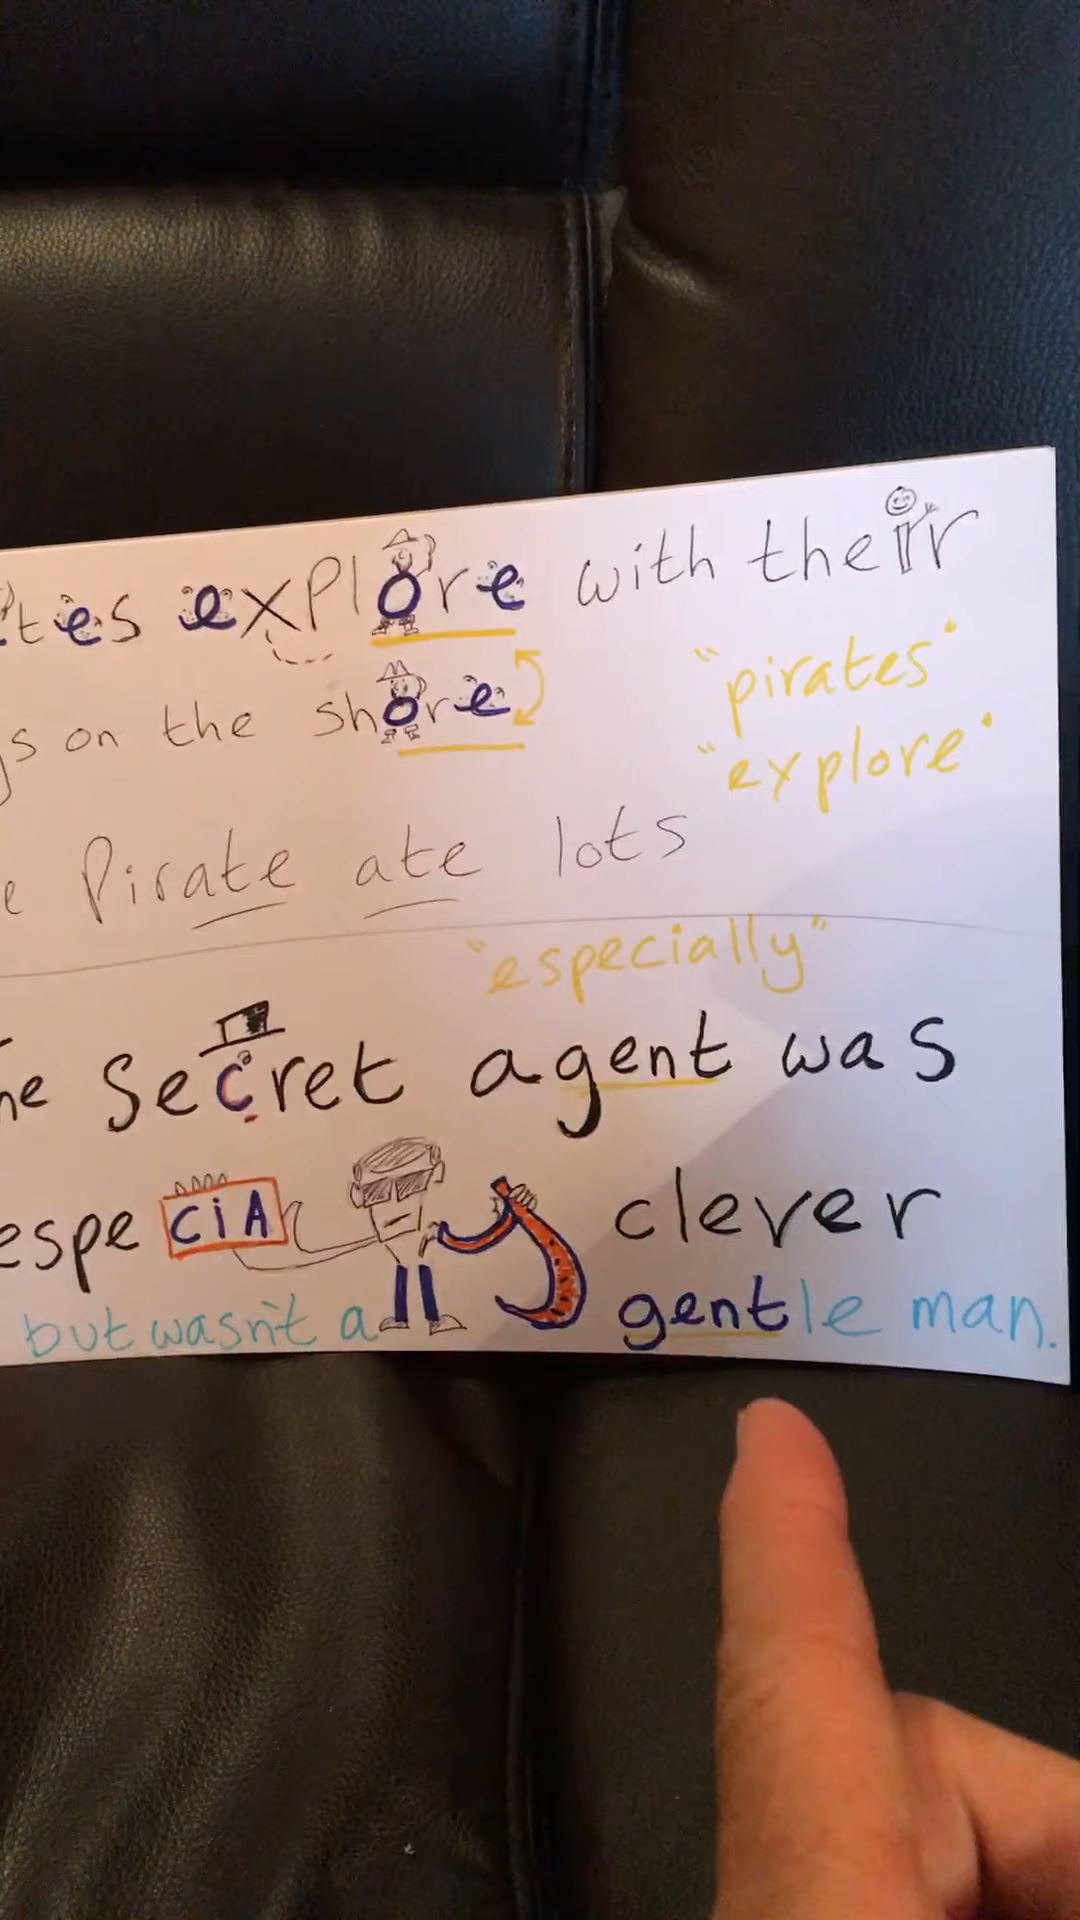 tes explore with their
"pirates"
s on the shore
"explore"
e Pirate ate lots
"especially"
he Secret agent was
espe CiA clever
but wasn't a gentle man.